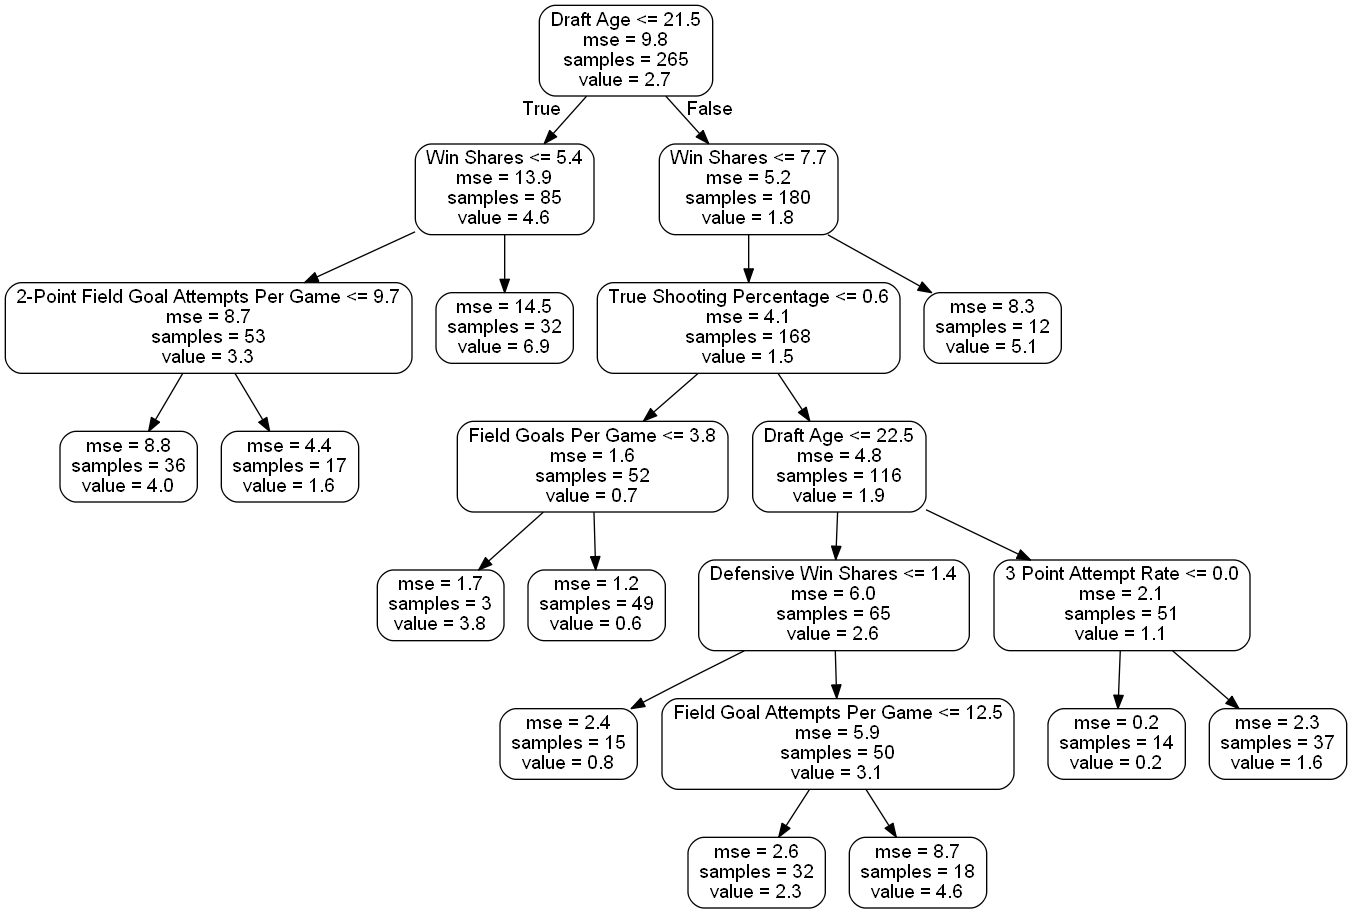 Draft Age <= 21.5
mse = 9.8
samples = 265
value = 2.7
True
False
Win Shares <= 5.4
mse = 13.9
samples = 85
value = 4.6
Win Shares <= 7.7
mse = 5.2
samples = 180
value = 1.8
2-Point Field Goal Attempts Per Game <= 9.7
mse = 8.7
samples = 53
value = 3.3
mse = 14.5
samples = 32
value = 6.9
True Shooting Percentage <= 0.6
mse = 4.1
samples = 168
value = 1.5
mse = 8.3
samples = 12
value = 5.1
mse = 8.8
samples = 36
value = 4.0
mse = 4.4
samples = 17
value = 1.6
Field Goals Per Game <= 3.8
mse = 1.6
samples = 52
value = 0.7
Draft Age <= 22.5
mse = 4.8
samples = 116
value = 1.9
mse = 1.7
samples = 3
value = 3.8
mse = 1.2
samples = 49
value = 0.6
Defensive Win Shares <= 1.4
mse = 6.0
samples = 65
value = 2.6
3 Point Attempt Rate <= 0.0
mse = 2.1
samples = 51
value = 1.1
mse = 2.4
samples = 15
value = 0.8
Field Goal Attempts Per Game <= 12.5
mse = 5.9
samples = 50
value = 3.1
mse = 0.2
samples = 14
value = 0.2
mse = 2.3
samples = 37
value = 1.6
mse = 2.6
samples = 32
value = 2.3
mse = 8.7
samples = 18
value = 4.6